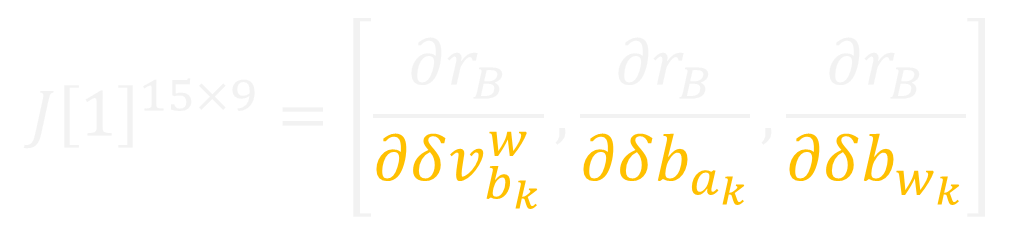 J[1]^{15×9} = [∂r_B / ∂δv_{b_k}^w , ∂r_B / ∂δb_{a_k} , ∂r_B / ∂δb_{w_k}]